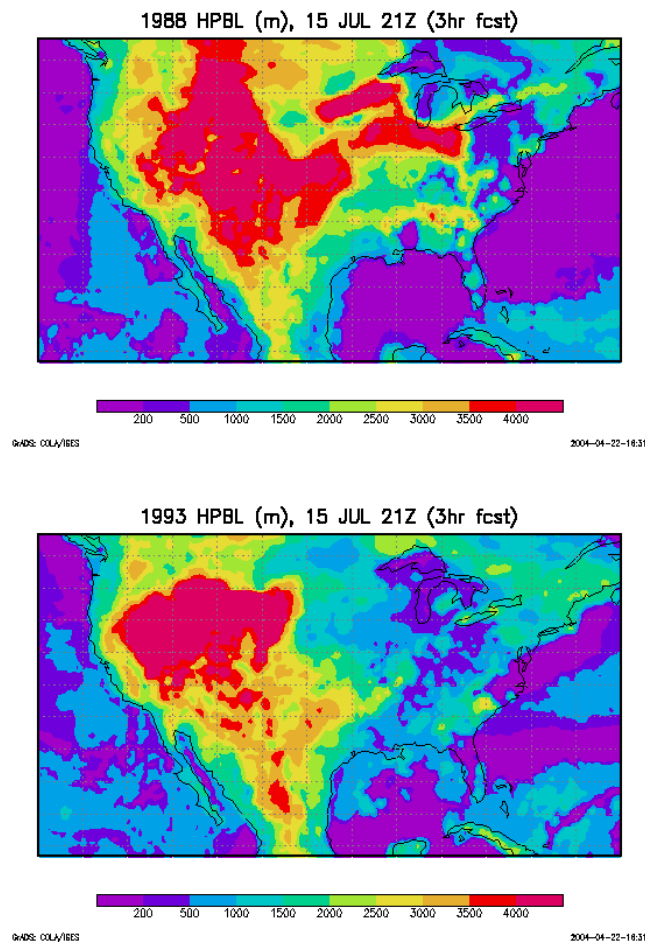 1988 HPBL (m), 15 JUL 21Z (3hr fcst)
200 500 1000 1500 2000 2500 3000 3500 4000
GrADS: COLA/IGES 2004-04-22-16:31
1993 HPBL (m), 15 JUL 21Z (3hr fcst)
200 500 1000 1500 2000 2500 3000 3500 4000
GrADS: COLA/IGES 2004-04-22-16:31